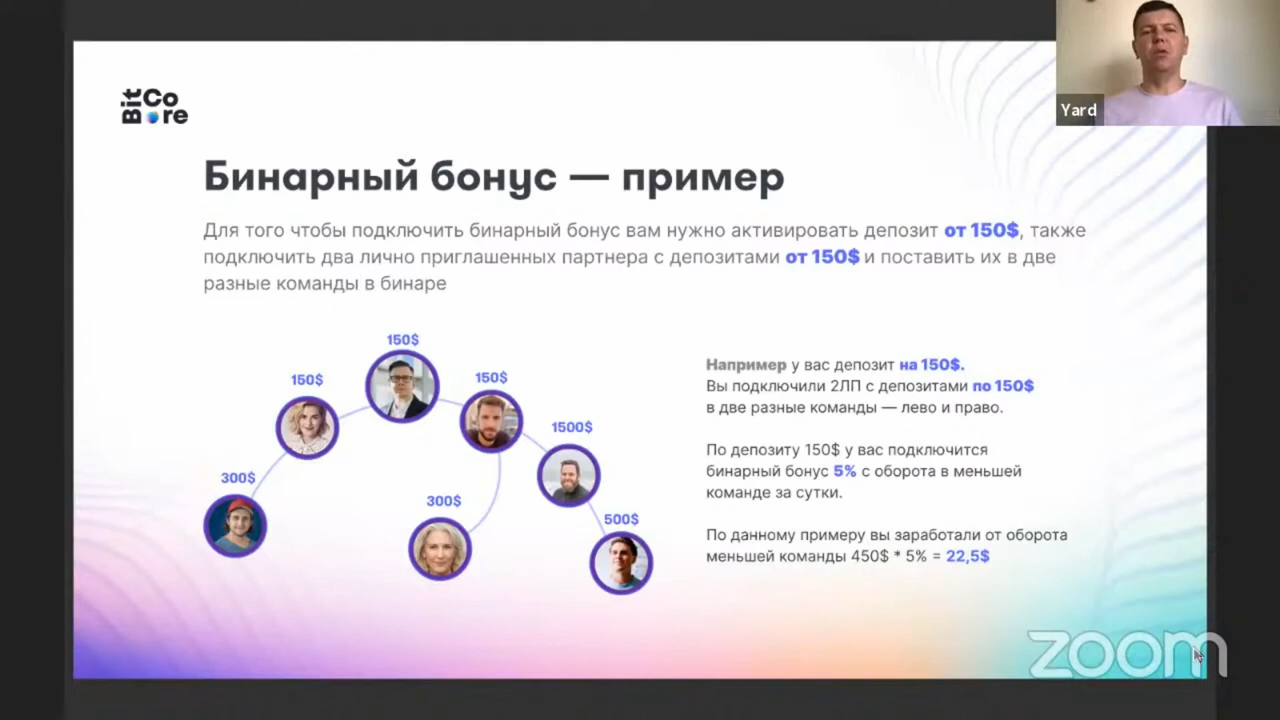 Bit Co
Core
Yard
Бинарный бонус — пример
Для того чтобы подключить бинарный бонус вам нужно активировать депозит от 150$, также
подключить два лично приглашенных партнера с депозитами от 150$ и поставить их в две
разные команды в бинаре
150$
150$
150$
1500$
300$
300$
500$
Например у вас депозит на 150$.
Вы подключили 2ЛП с депозитами по 150$
в две разные команды — лево и право.
По депозиту 150$ у вас подключится
бинарный бонус 5% с оборота в меньшей
команде за сутки.
По данному примеру вы заработали от оборота
меньшей команды 450$ * 5% = 22,5$
zoom